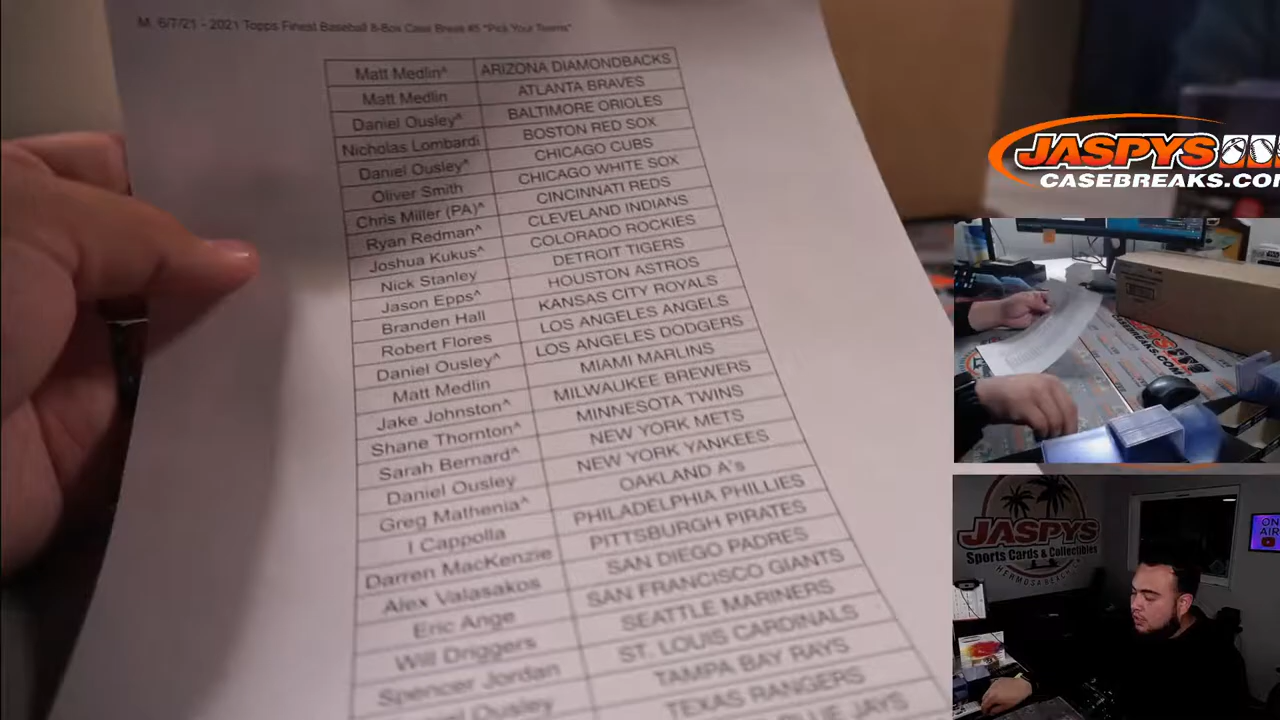 M. 6/7/21 - 2021 Topps Finest Baseball 8-Box Case Break #5 "Pick Your Teams"
Matt Medlin^ ARIZONA DIAMONDBACKS
Matt Medlin ATLANTA BRAVES
Daniel Ousley^ BALTIMORE ORIOLES
Nicholas Lombardi BOSTON RED SOX
Daniel Ousley^ CHICAGO CUBS
Oliver Smith CHICAGO WHITE SOX
Chris Miller (PA)^ CINCINNATI REDS
Ryan Redman^ CLEVELAND INDIANS
Joshua Kukus^ COLORADO ROCKIES
Nick Stanley DETROIT TIGERS
Jason Epps^ HOUSTON ASTROS
Branden Hall KANSAS CITY ROYALS
Robert Flores LOS ANGELES ANGELS
Daniel Ousley^ LOS ANGELES DODGERS
Matt Medlin MIAMI MARLINS
Jake Johnston^ MILWAUKEE BREWERS
Shane Thornton^ MINNESOTA TWINS
Sarah Bernard^ NEW YORK METS
Daniel Ousley NEW YORK YANKEES
Greg Mathenia^ OAKLAND A's
I Cappolla PHILADELPHIA PHILLIES
Darren MacKenzie PITTSBURGH PIRATES
Alex Valasakos SAN DIEGO PADRES
Eric Ange SAN FRANCISCO GIANTS
Will Driggers SEATTLE MARINERS
Spencer Jordan ST. LOUIS CARDINALS
Ousley TAMPA BAY RAYS
TEXAS RANGERS
BLUE JAYS
JASPYS
CASEBREAKS.COM
JASPYS
Sports Cards & Collectibles
HERMOSA BEACH
ON
AIR